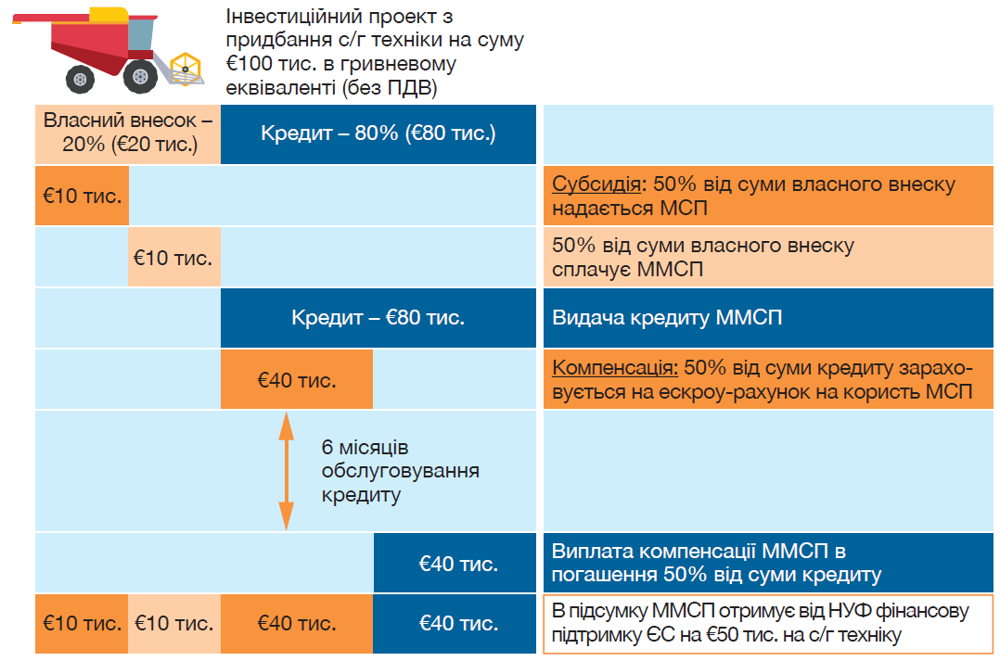 Інвестиційний проект з
придбання с/г техніки на суму
€100 тис. в гривневому
еквіваленті (без ПДВ)
Власний внесок –
20% (€20 тис.)
Кредит – 80% (€80 тис.)
€10 тис.
Субсидія: 50% від суми власного внеску
надається МСП
€10 тис.
50% від суми власного внеску
сплачує ММСП
Кредит – €80 тис.
Видача кредиту ММСП
€40 тис.
Компенсація: 50% від суми кредиту зарахо-
вується на ескроу-рахунок на користь МСП
6 місяців
обслуговування
кредиту
€40 тис.
Виплата компенсації ММСП в
погашення 50% від суми кредиту
€10 тис.
€10 тис.
€40 тис.
€40 тис.
В підсумку ММСП отримує від НУФ фінансову
підтримку ЄС на €50 тис. на с/г техніку